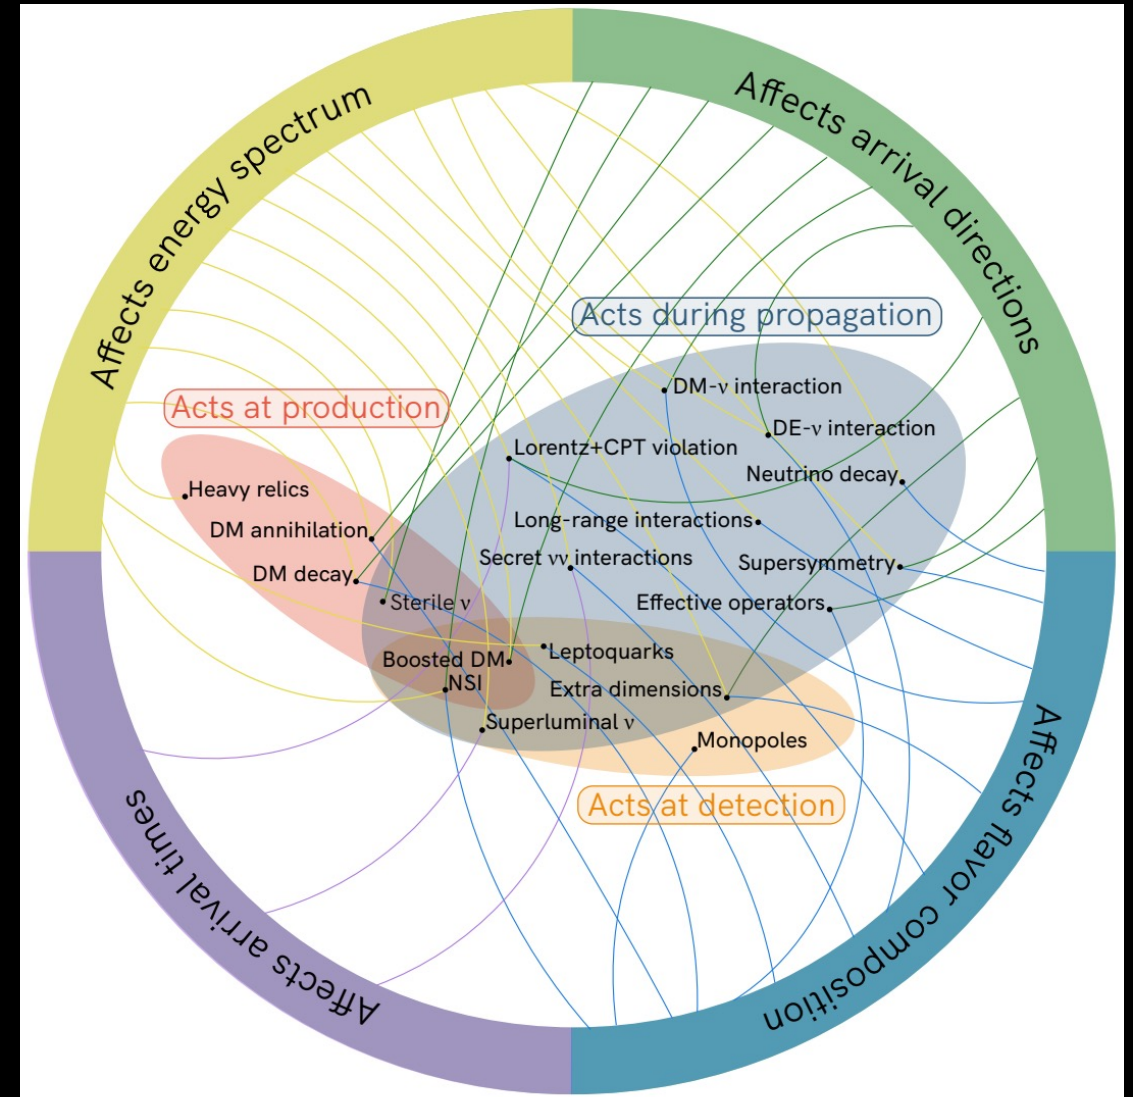 Affects energy spectrum
Affects arrival directions
Acts during propagation
DM-ν interaction
Acts at production
DE-ν interaction
Lorentz+CPT violation
Neutrino decay
Heavy relics
Long-range interactions
DM annihilation
Secret νν interactions
Supersymmetry
DM decay
Sterile ν
Effective operators
Leptoquarks
Boosted DM
NSI
Extra dimensions
Superluminal ν
Monopoles
Acts at detection
Affects arrival times
Affects flavor composition